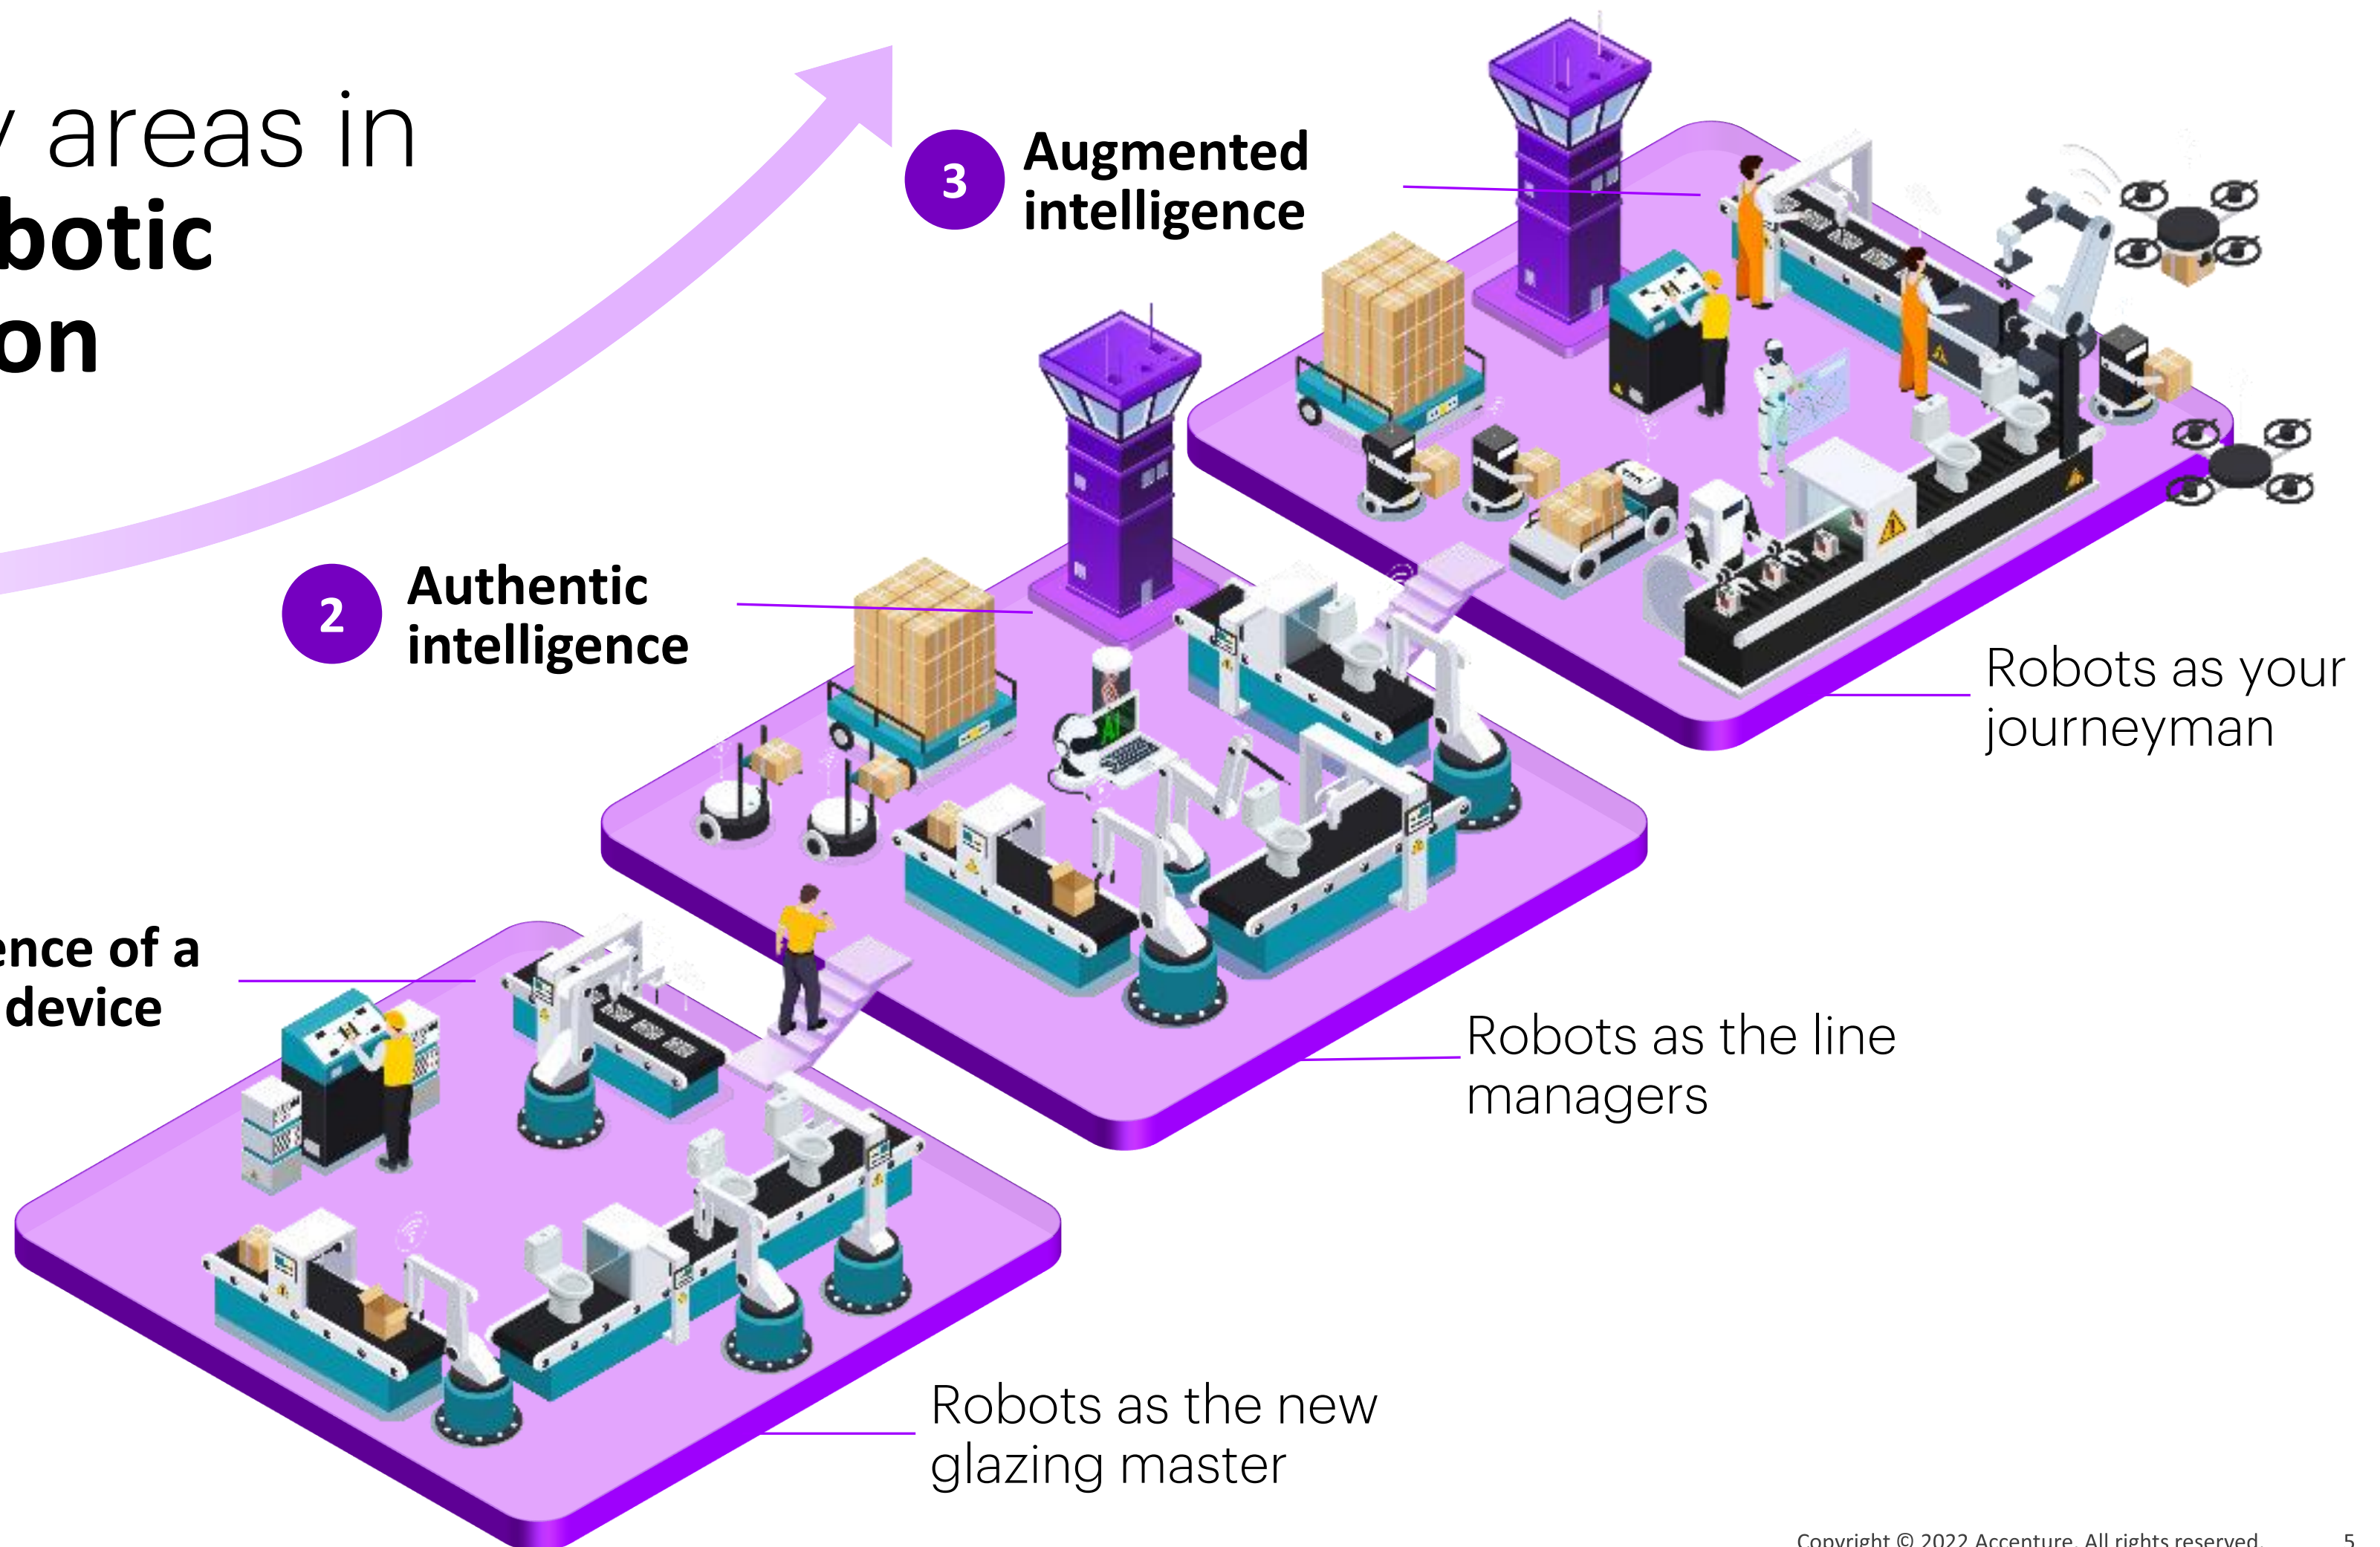 areas in
botic
on
3
Augmented
intelligence
2
Authentic
intelligence
AI
Robots as your
journeyman
ence of a
device
Robots as the line
managers
Robots as the new
glazing master
Copyright © 2022 Accenture. All rights reserved.
5